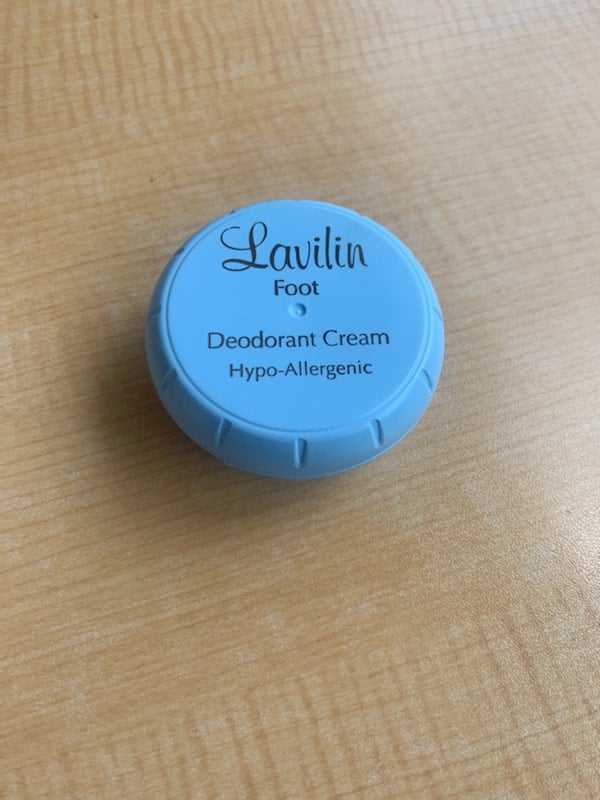 Lavilin
Foot
Deodorant Cream
Hypo-Allergenic